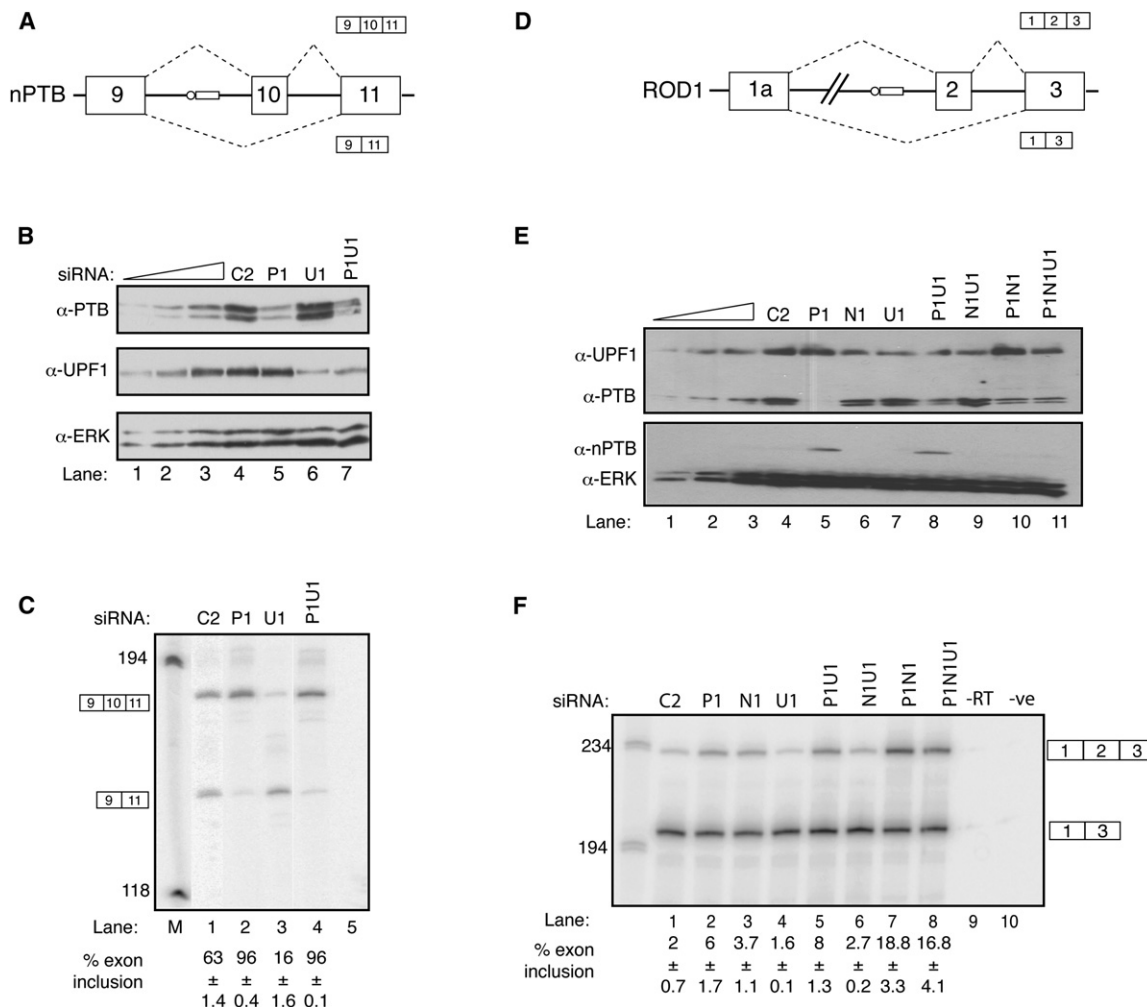 A
9 10 11
nPTB 9 10 11
9 11
B
siRNA: C2 P1 U1 P1U1
α-PTB
α-UPF1
α-ERK
Lane: 1 2 3 4 5 6 7
C
siRNA: C2 P1 U1 P1U1
194
9 10 11
9 11
118
Lane: M 1 2 3 4 5
% exon 63 96 16 96
inclusion ± ± ± ±
1.4 0.4 1.6 0.1
D
1 2 3
ROD1 1a 2 3
1 3
E
C2 P1 N1 U1 P1U1 N1U1 P1N1 P1N1U1
α-UPF1
α-PTB
α-nPTB
α-ERK
Lane: 1 2 3 4 5 6 7 8 9 10 11
F
siRNA: C2 P1 N1 U1 P1U1 N1U1 P1N1 P1N1U1 -RT -ve
234
1 2 3
194
1 3
Lane: 1 2 3 4 5 6 7 8 9 10
% exon 2 6 3.7 1.6 8 2.7 18.8 16.8
inclusion ± ± ± ± ± ± ± ±
0.7 1.7 1.1 0.1 1.3 0.2 3.3 4.1